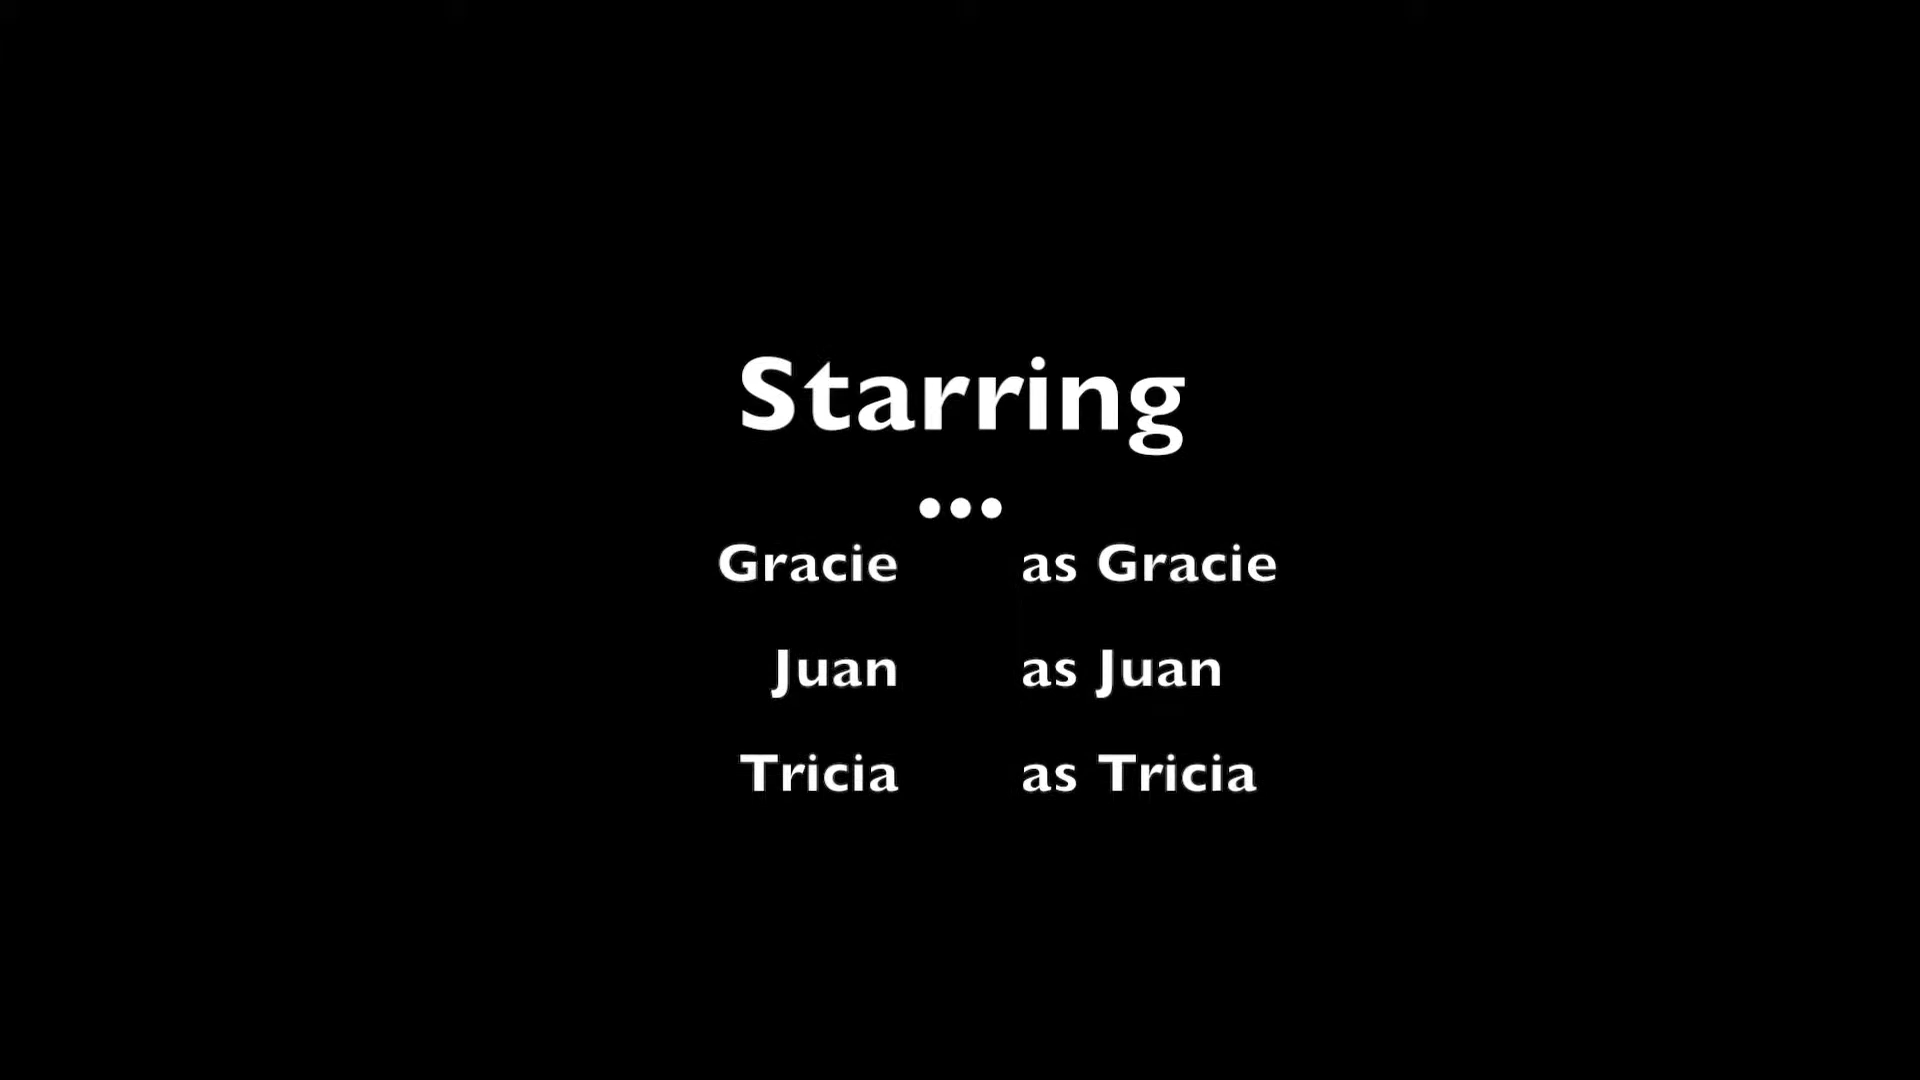 Starring
...
Gracie as Gracie
Juan as Juan
Tricia as Tricia